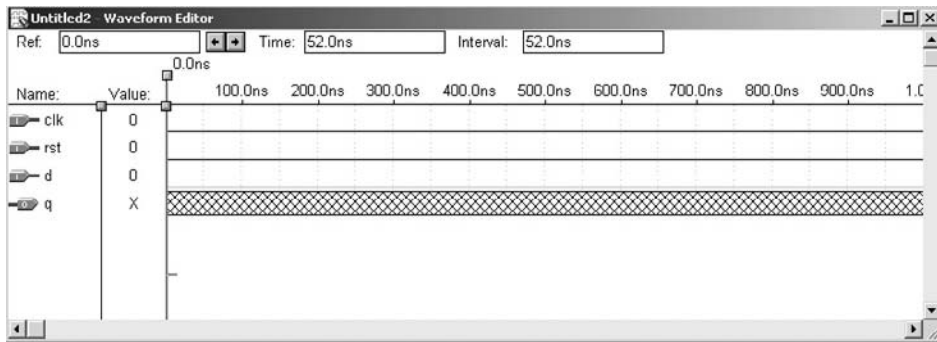 Untitled2 - Waveform Editor
Ref: 0.0ns Time: 52.0ns Interval: 52.0ns
0.0ns
Name: Value: 100.0ns 200.0ns 300.0ns 400.0ns 500.0ns 600.0ns 700.0ns 800.0ns 900.0ns 1.0
clk 0
rst 0
d 0
q X